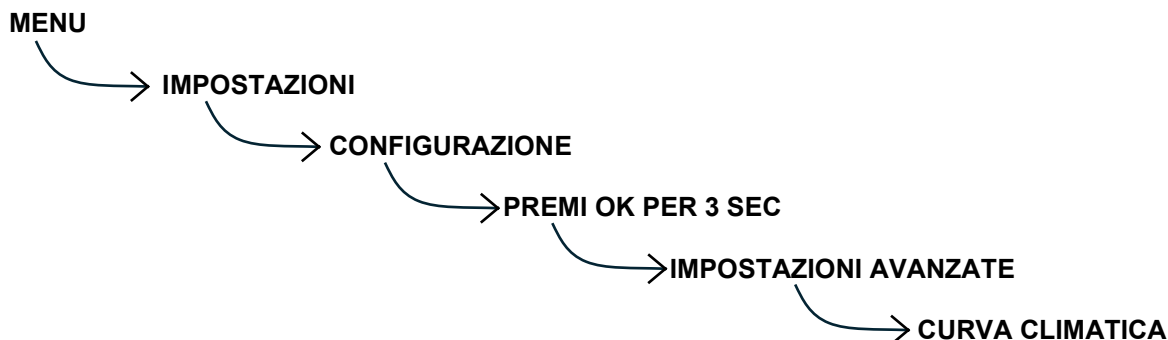 MENU
IMPOSTAZIONI
CONFIGURAZIONE
PREMI OK PER 3 SEC
IMPOSTAZIONI AVANZATE
CURVA CLIMATICA